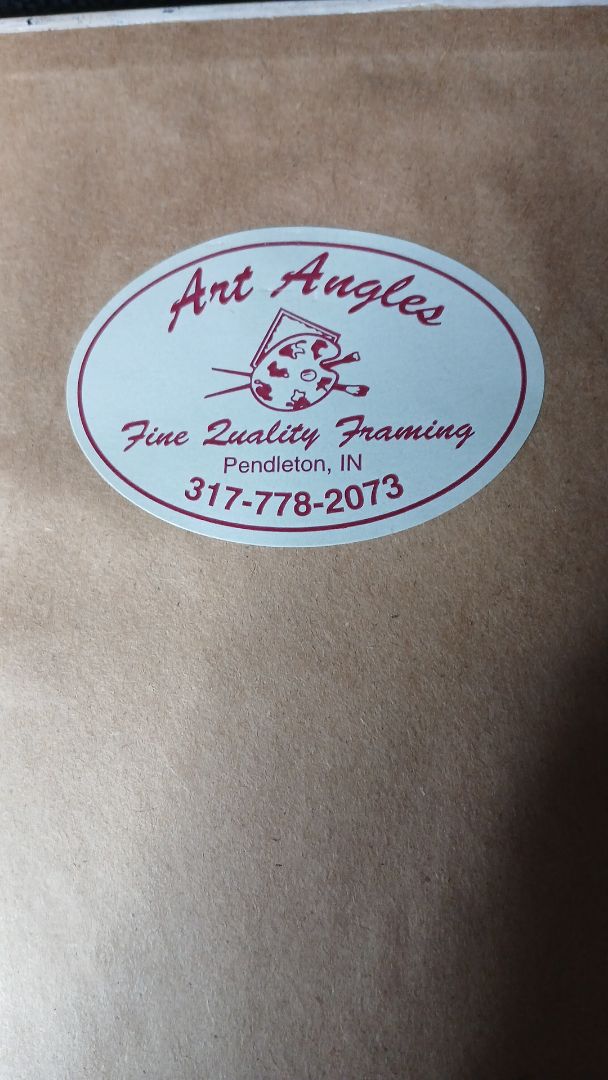 Art Angles
Fine Quality Framing
Pendleton, IN
317-778-2073